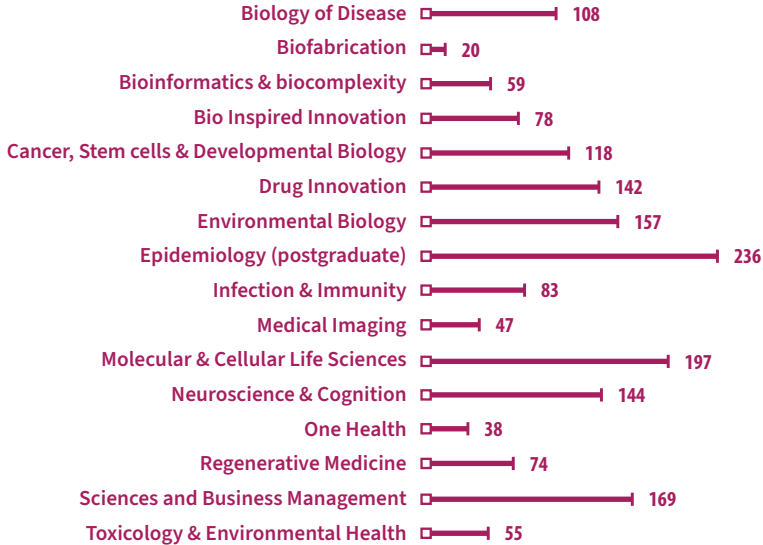 Biology of Disease 108
Biofabrication 20
Bioinformatics & biocomplexity 59
Bio Inspired Innovation 78
Cancer, Stem cells & Developmental Biology 118
Drug Innovation 142
Environmental Biology 157
Epidemiology (postgraduate) 236
Infection & Immunity 83
Medical Imaging 47
Molecular & Cellular Life Sciences 197
Neuroscience & Cognition 144
One Health 38
Regenerative Medicine 74
Sciences and Business Management 169
Toxicology & Environmental Health 55